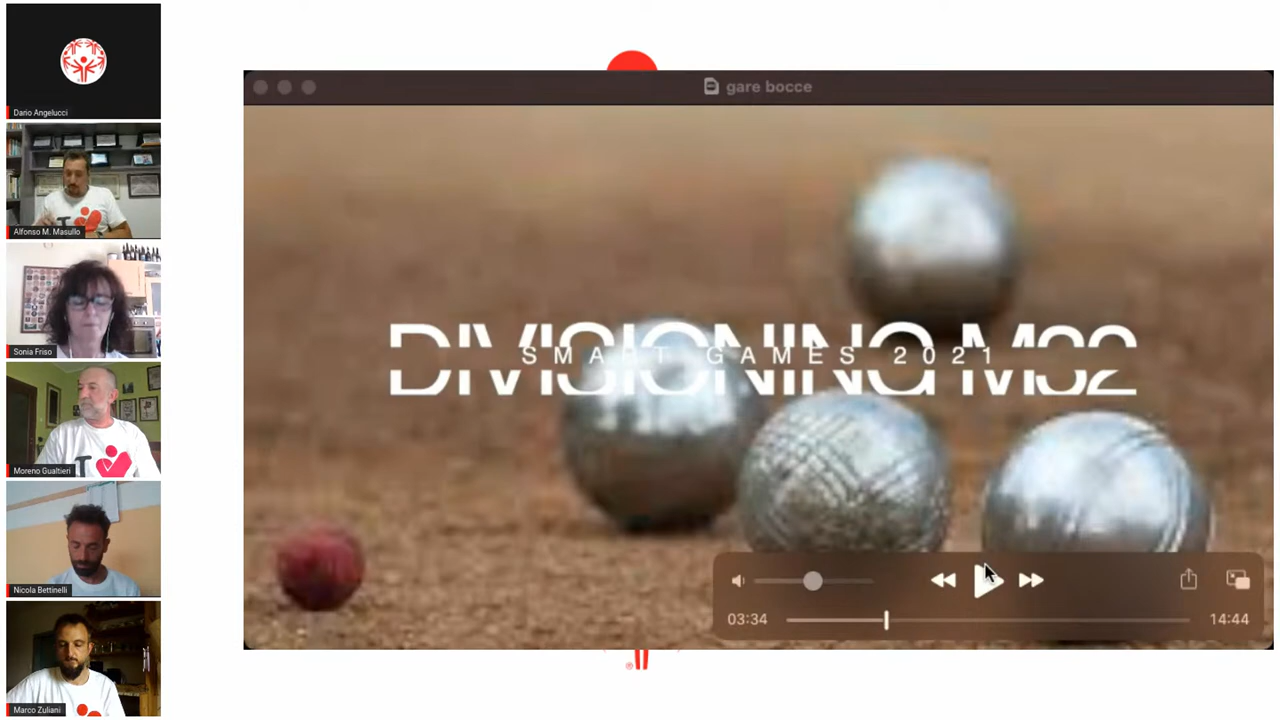 Dario Angelucci
Alfonso M. Masullo
Sonia Friso
Moreno Gualtieri
Nicola Bettinelli
Marco Zuliani
gare bocce
DIVISIONING M32
SMART GAMES 2021
03:34
14:44